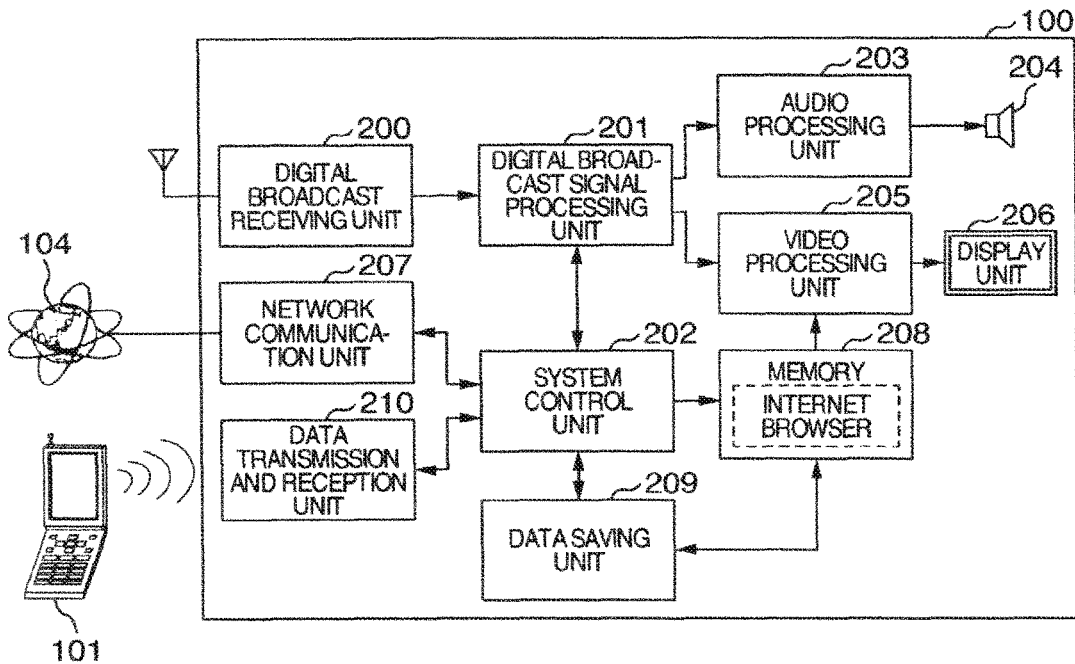 100
200
DIGITAL
BROADCAST
RECEIVING UNIT
201
DIGITAL BROAD-
CAST SIGNAL
PROCESSING
UNIT
203
AUDIO
PROCESSING
UNIT
204
205
VIDEO
PROCESSING
UNIT
206
DISPLAY
UNIT
104
207
NETWORK
COMMUNICA-
TION UNIT
202
SYSTEM
CONTROL
UNIT
208
MEMORY
INTERNET
BROWSER
210
DATA
TRANSMISSION
AND RECEPTION
UNIT
209
DATA SAVING
UNIT
101